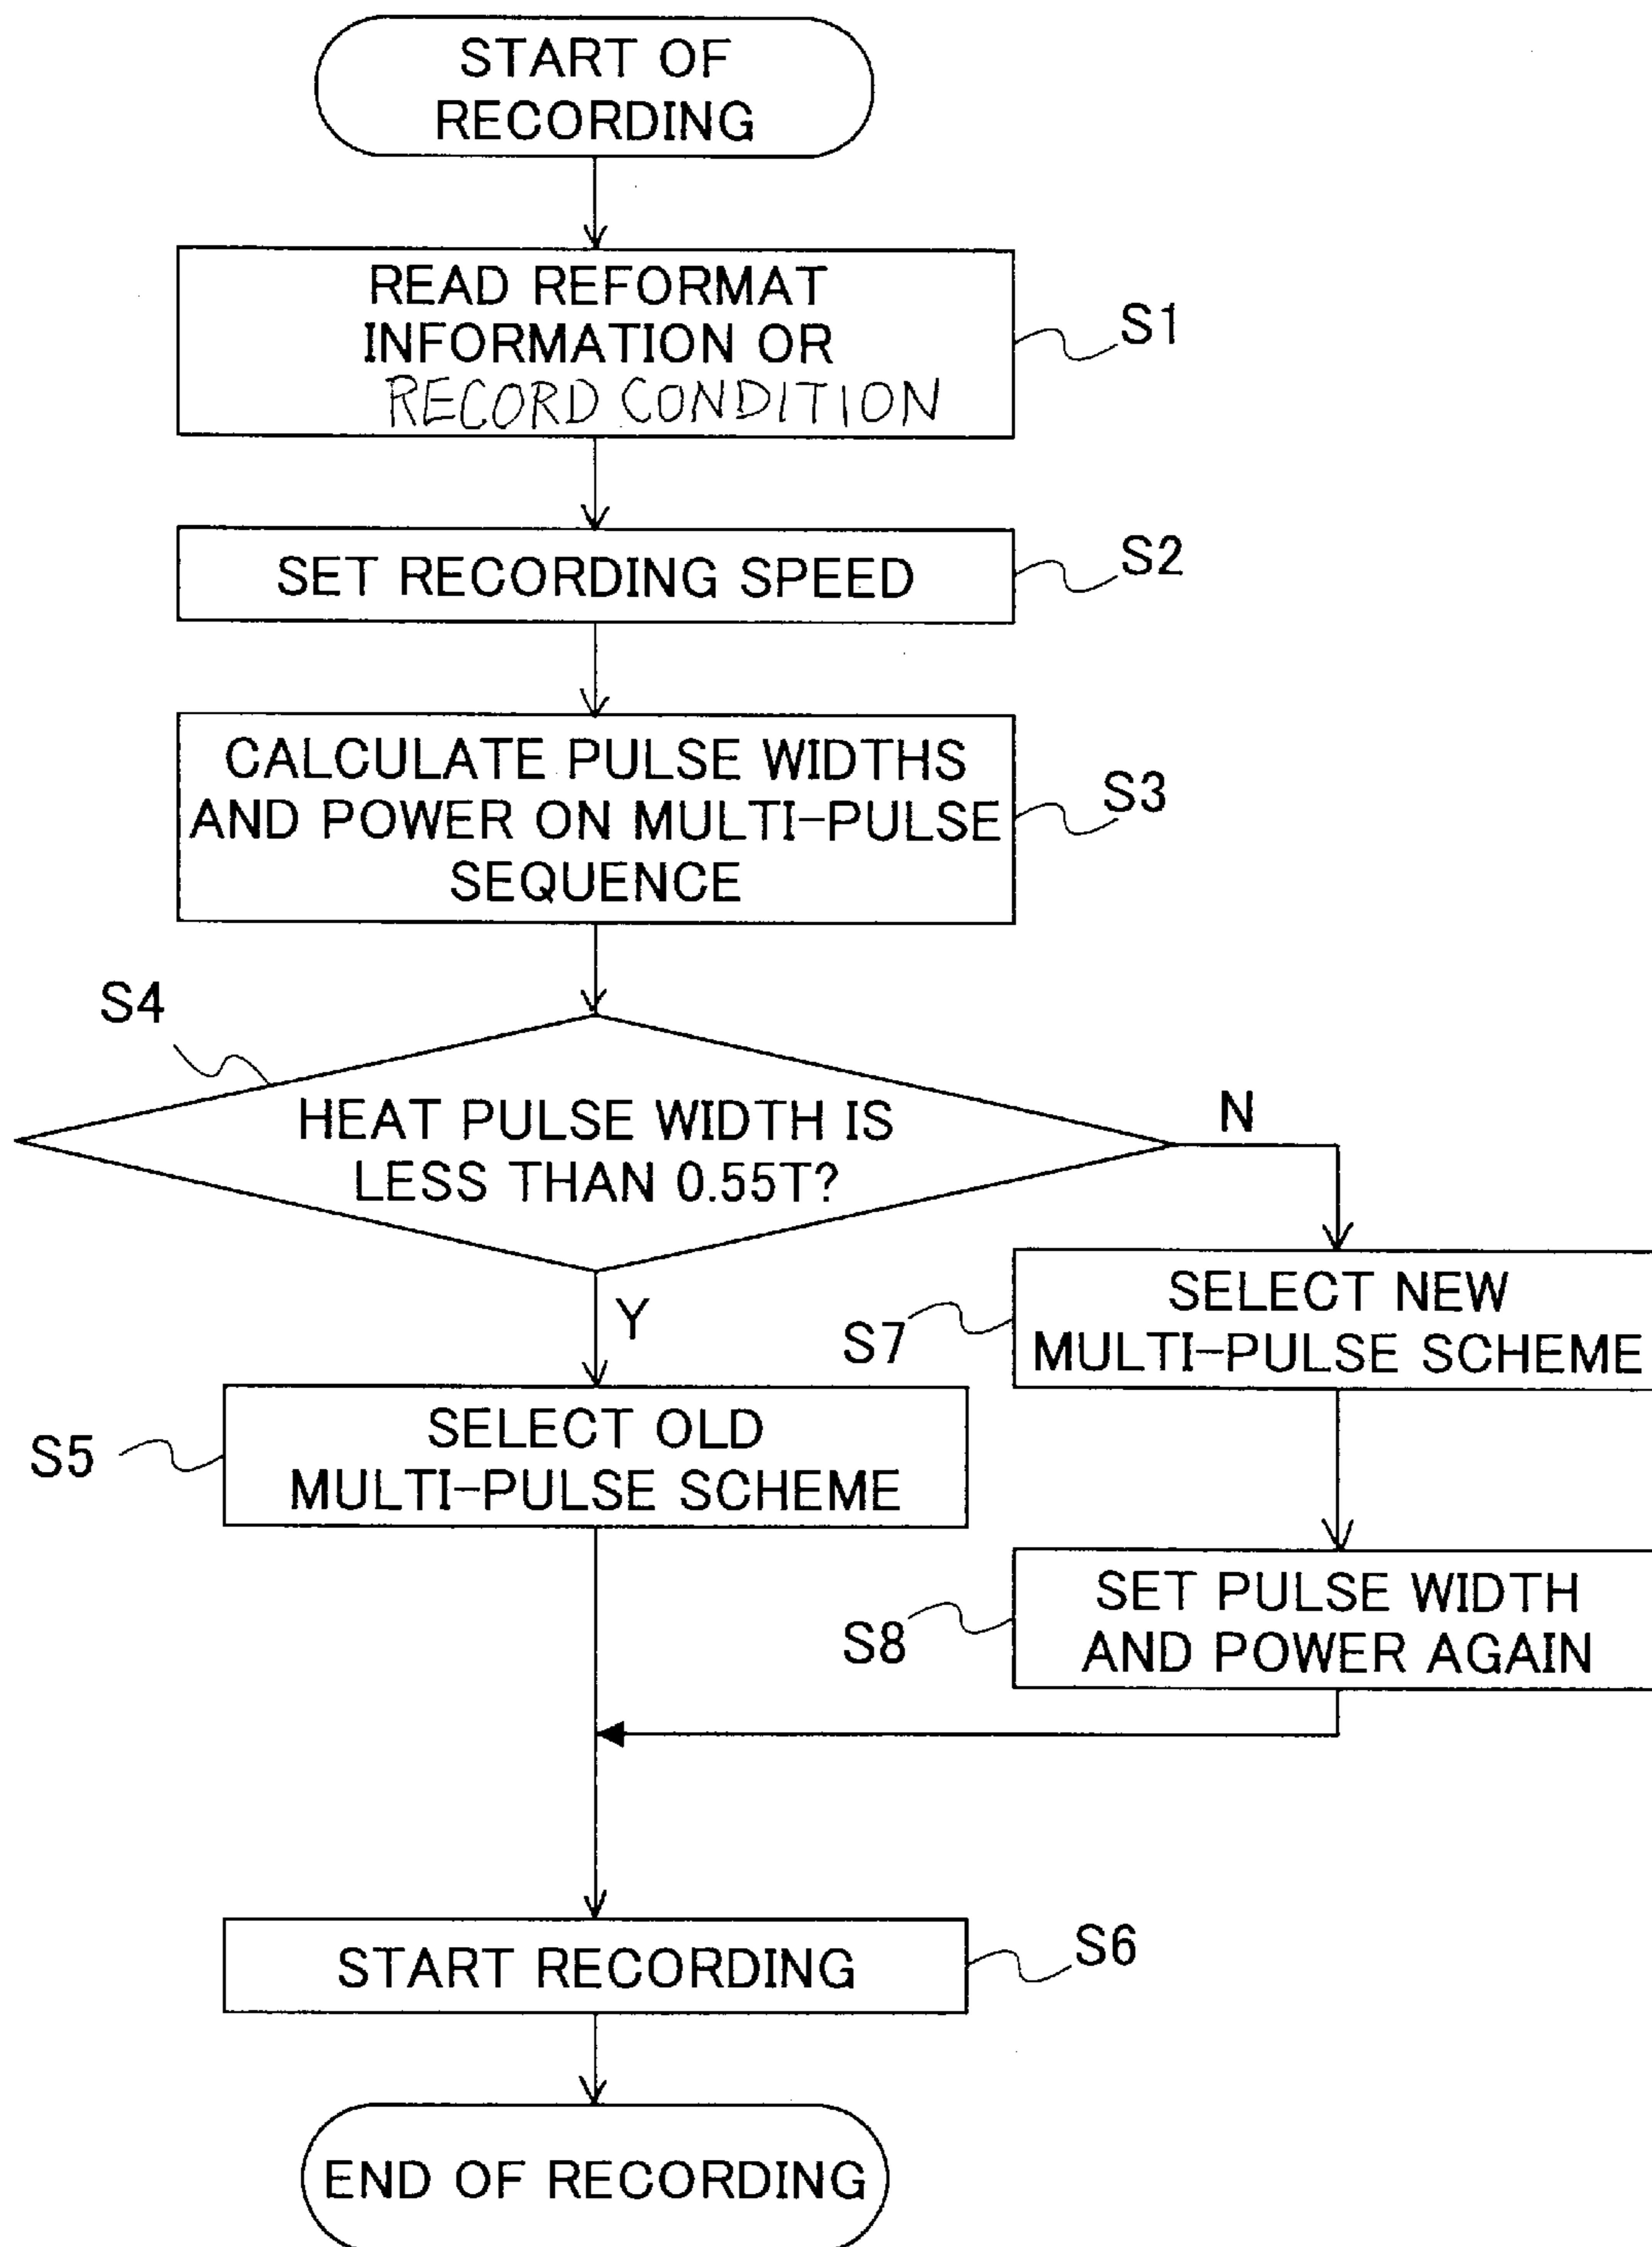 START OF
RECORDING
READ REFORMAT
INFORMATION OR
RECORD CONDITION
S1
SET RECORDING SPEED
S2
CALCULATE PULSE WIDTHS
AND POWER ON MULTI-PULSE
SEQUENCE
S3
S4
HEAT PULSE WIDTH IS
LESS THAN 0.55T?
N
Y
S7
SELECT NEW
MULTI-PULSE SCHEME
S5
SELECT OLD
MULTI-PULSE SCHEME
S8
SET PULSE WIDTH
AND POWER AGAIN
START RECORDING
S6
END OF RECORDING